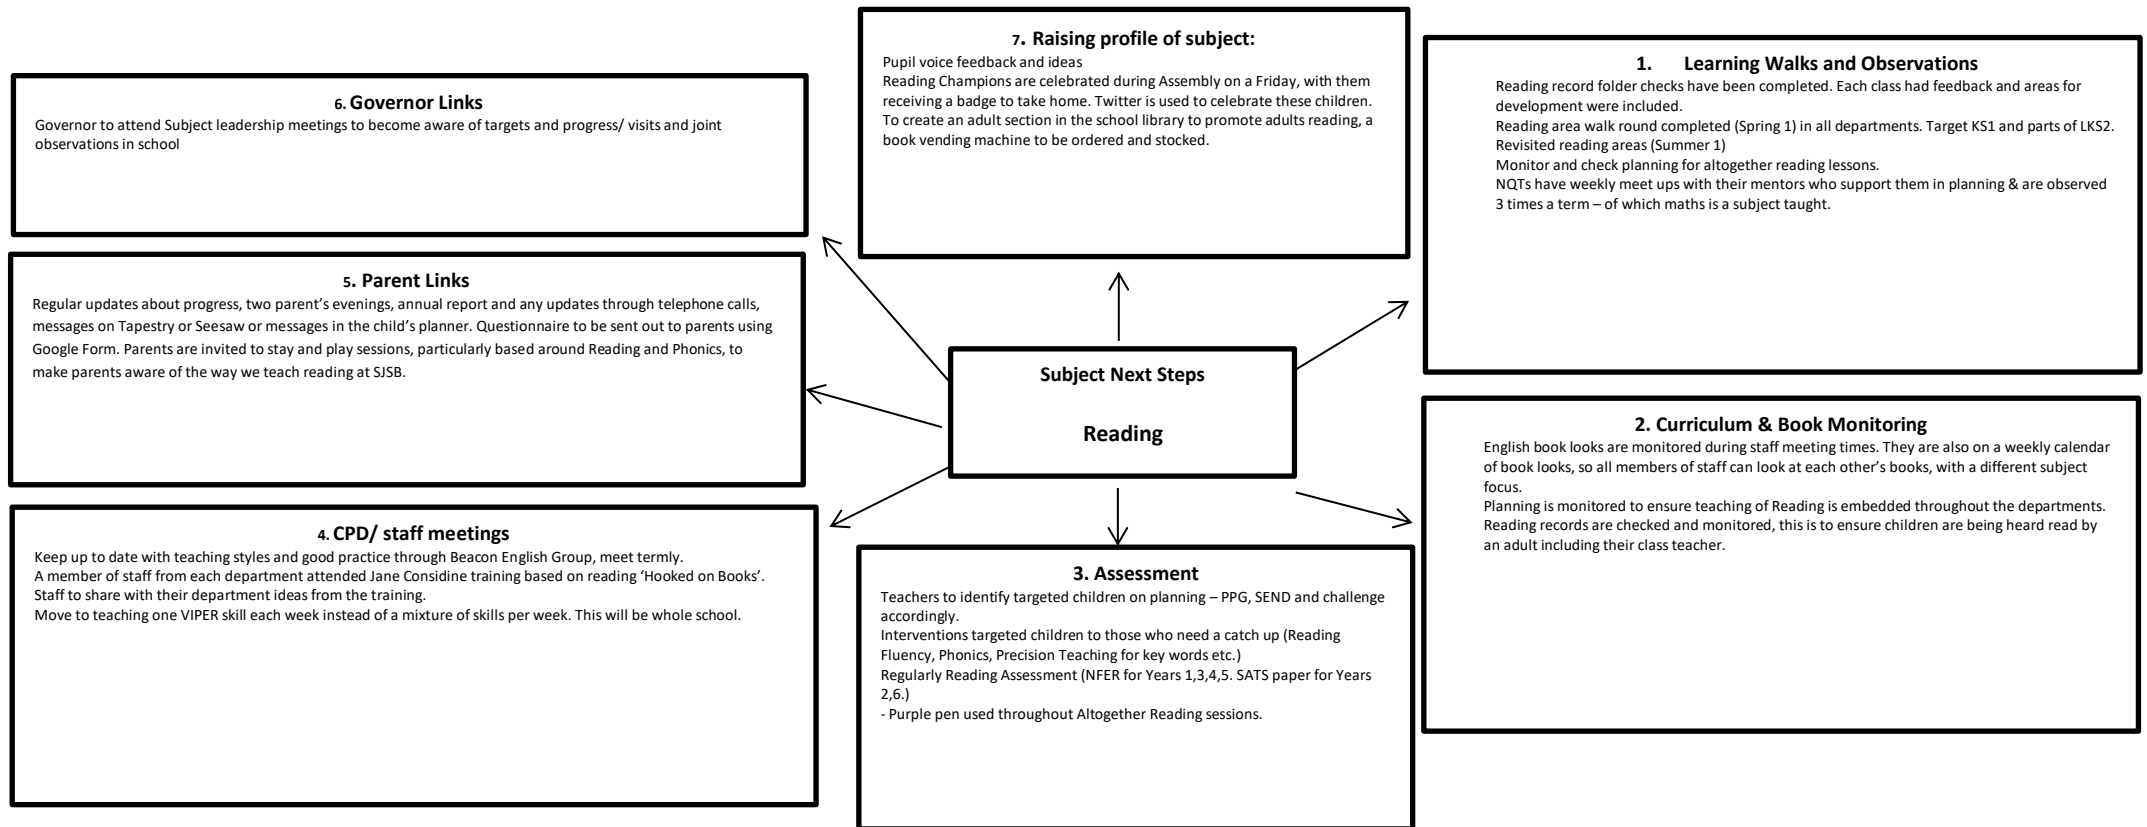 7. Raising profile of subject:
Pupil voice feedback and ideas
Reading Champions are celebrated during Assembly on a Friday, with them
receiving a badge to take home. Twitter is used to celebrate these children.
To create an adult section in the school library to promote adults reading, a
book vending machine to be ordered and stocked.
1. Learning Walks and Observations
Reading record folder checks have been completed. Each class had feedback and areas for
development were included.
Reading area walk round completed (Spring 1) in all departments. Target KS1 and parts of LKS2.
Revisited reading areas (Summer 1)
Monitor and check planning for altogether reading lessons.
NQTs have weekly meet ups with their mentors who support them in planning & are observed
3 times a term – of which maths is a subject taught.
6. Governor Links
Governor to attend Subject leadership meetings to become aware of targets and progress/ visits and joint
observations in school
5. Parent Links
Regular updates about progress, two parent's evenings, annual report and any updates through telephone calls,
messages on Tapestry or Seesaw or messages in the child's planner. Questionnaire to be sent out to parents using
Google Form. Parents are invited to stay and play sessions, particularly based around Reading and Phonics, to
make parents aware of the way we teach reading at SJSB.
Subject Next Steps
Reading
2. Curriculum & Book Monitoring
English book looks are monitored during staff meeting times. They are also on a weekly calendar
of book looks, so all members of staff can look at each other's books, with a different subject
focus.
Planning is monitored to ensure teaching of Reading is embedded throughout the departments.
Reading records are checked and monitored, this is to ensure children are being heard read by
an adult including their class teacher.
4. CPD/ staff meetings
Keep up to date with teaching styles and good practice through Beacon English Group, meet termly.
A member of staff from each department attended Jane Considine training based on reading 'Hooked on Books'.
Staff to share with their department ideas from the training.
Move to teaching one VIPER skill each week instead of a mixture of skills per week. This will be whole school.
3. Assessment
Teachers to identify targeted children on planning – PPG, SEND and challenge
accordingly.
Interventions targeted children to those who need a catch up (Reading
Fluency, Phonics, Precision Teaching for key words etc.)
Regularly Reading Assessment (NFER for Years 1,3,4,5. SATS paper for Years
2,6.)
- Purple pen used throughout Altogether Reading sessions.